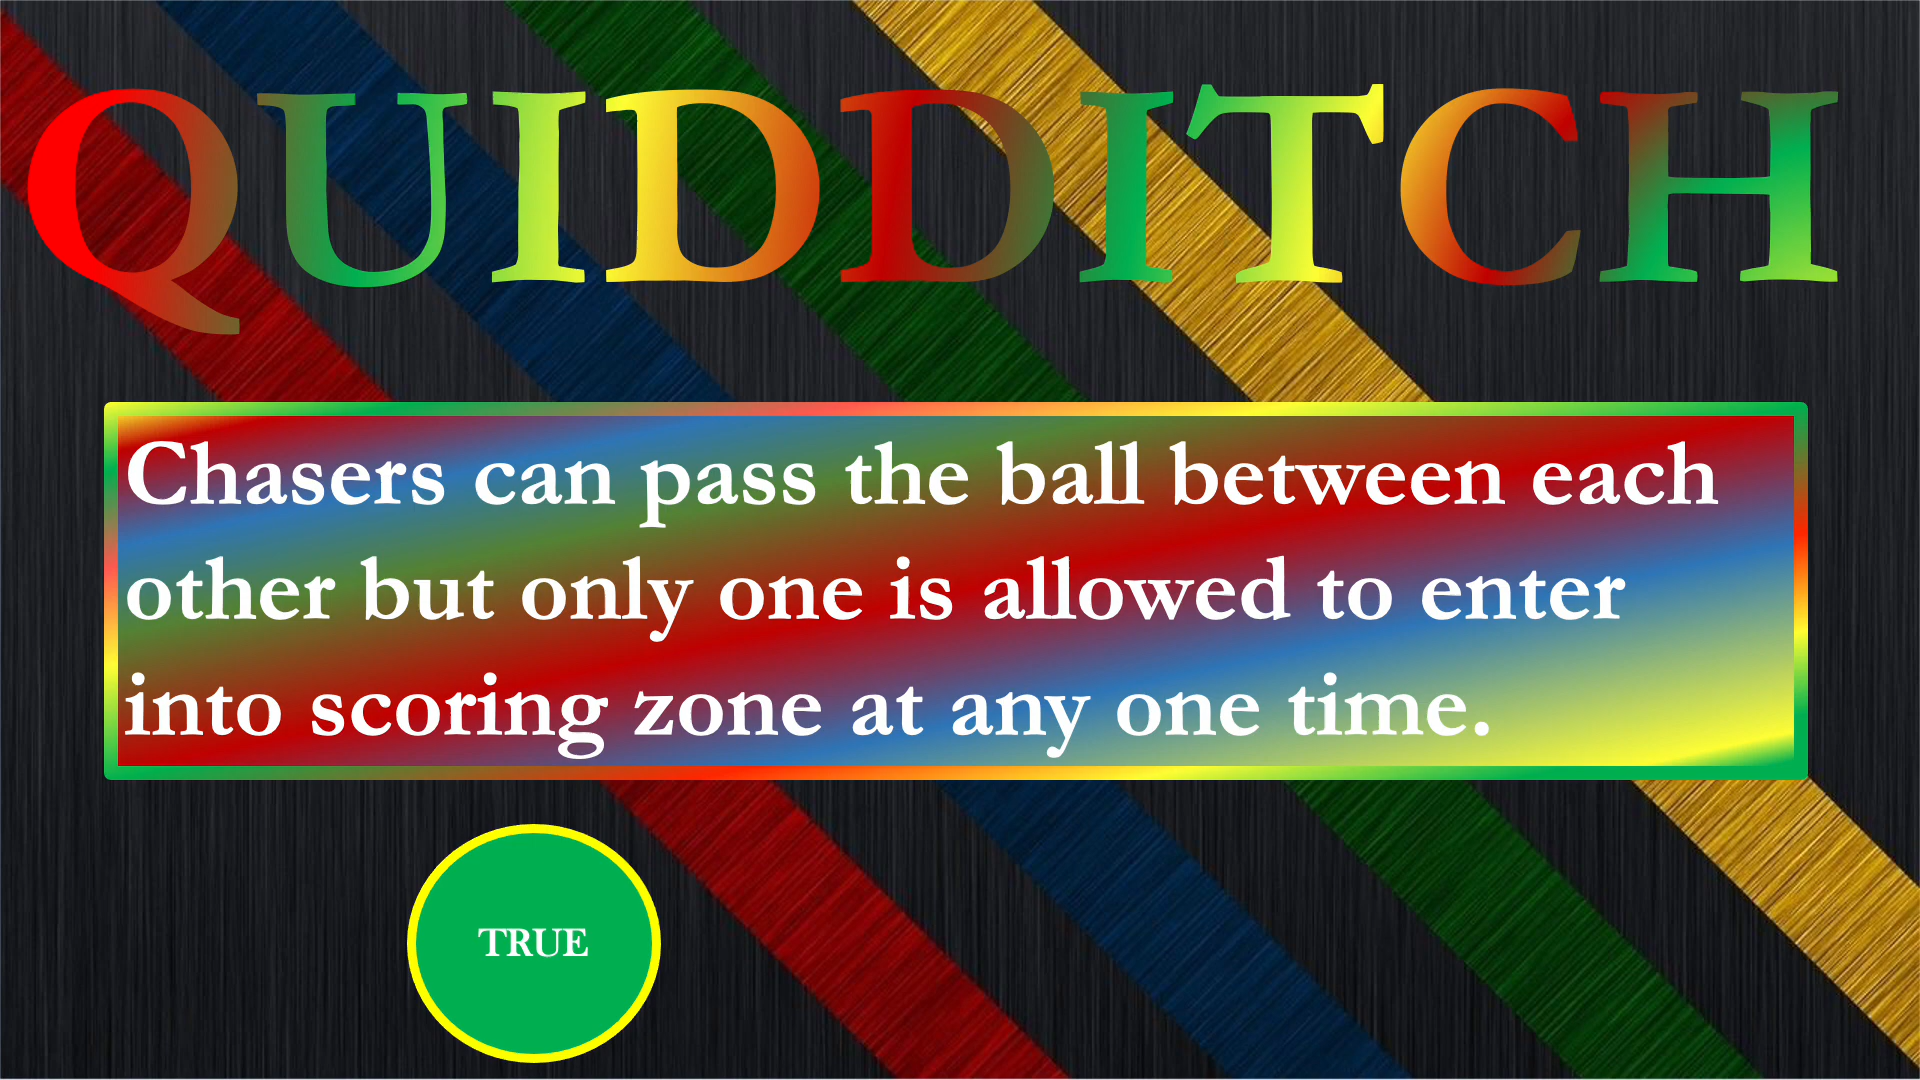 QUIDDITCH
Chasers can pass the ball between each
other but only one is allowed to enter
into scoring zone at any one time.
TRUE